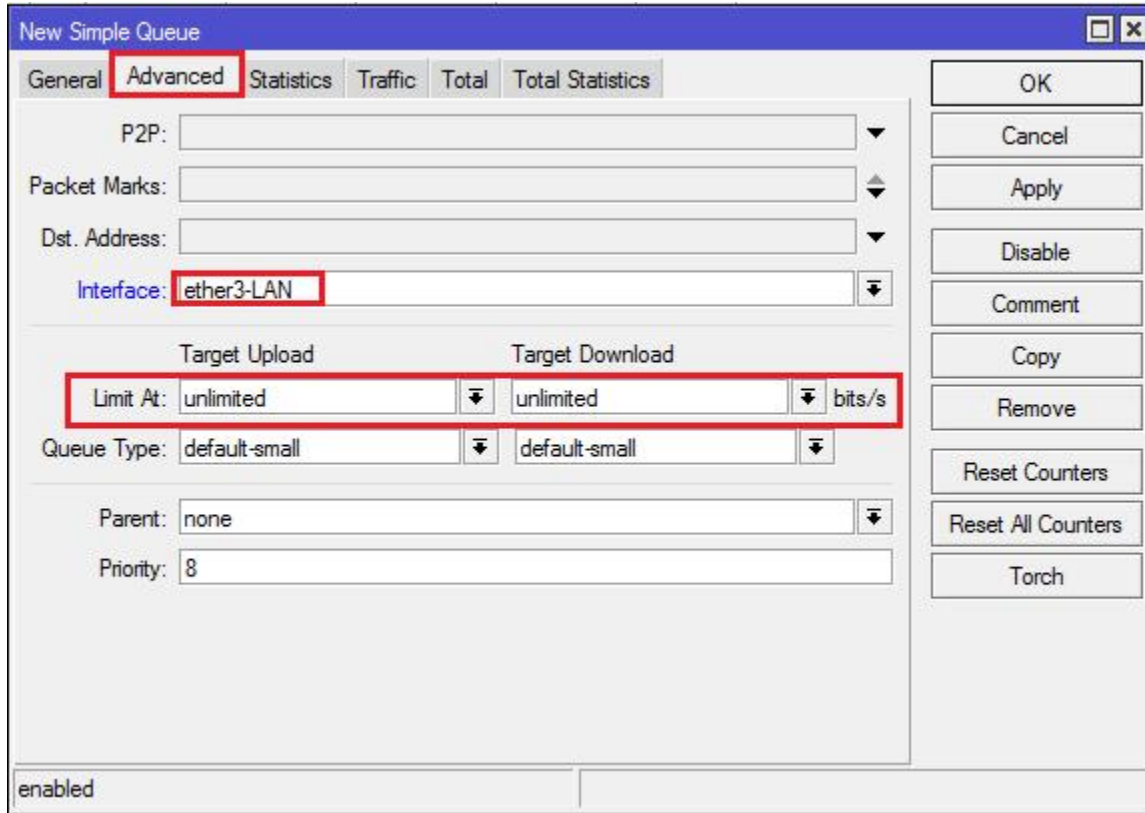 New Simple Queue
General Advanced Statistics Traffic Total Total Statistics
P2P:
Packet Marks:
Dst. Address:
Interface: ether3-LAN
Target Upload Target Download
Limit At: unlimited unlimited bits/s
Queue Type: default-small default-small
Parent: none
Priority: 8
enabled
OK
Cancel
Apply
Disable
Comment
Copy
Remove
Reset Counters
Reset All Counters
Torch